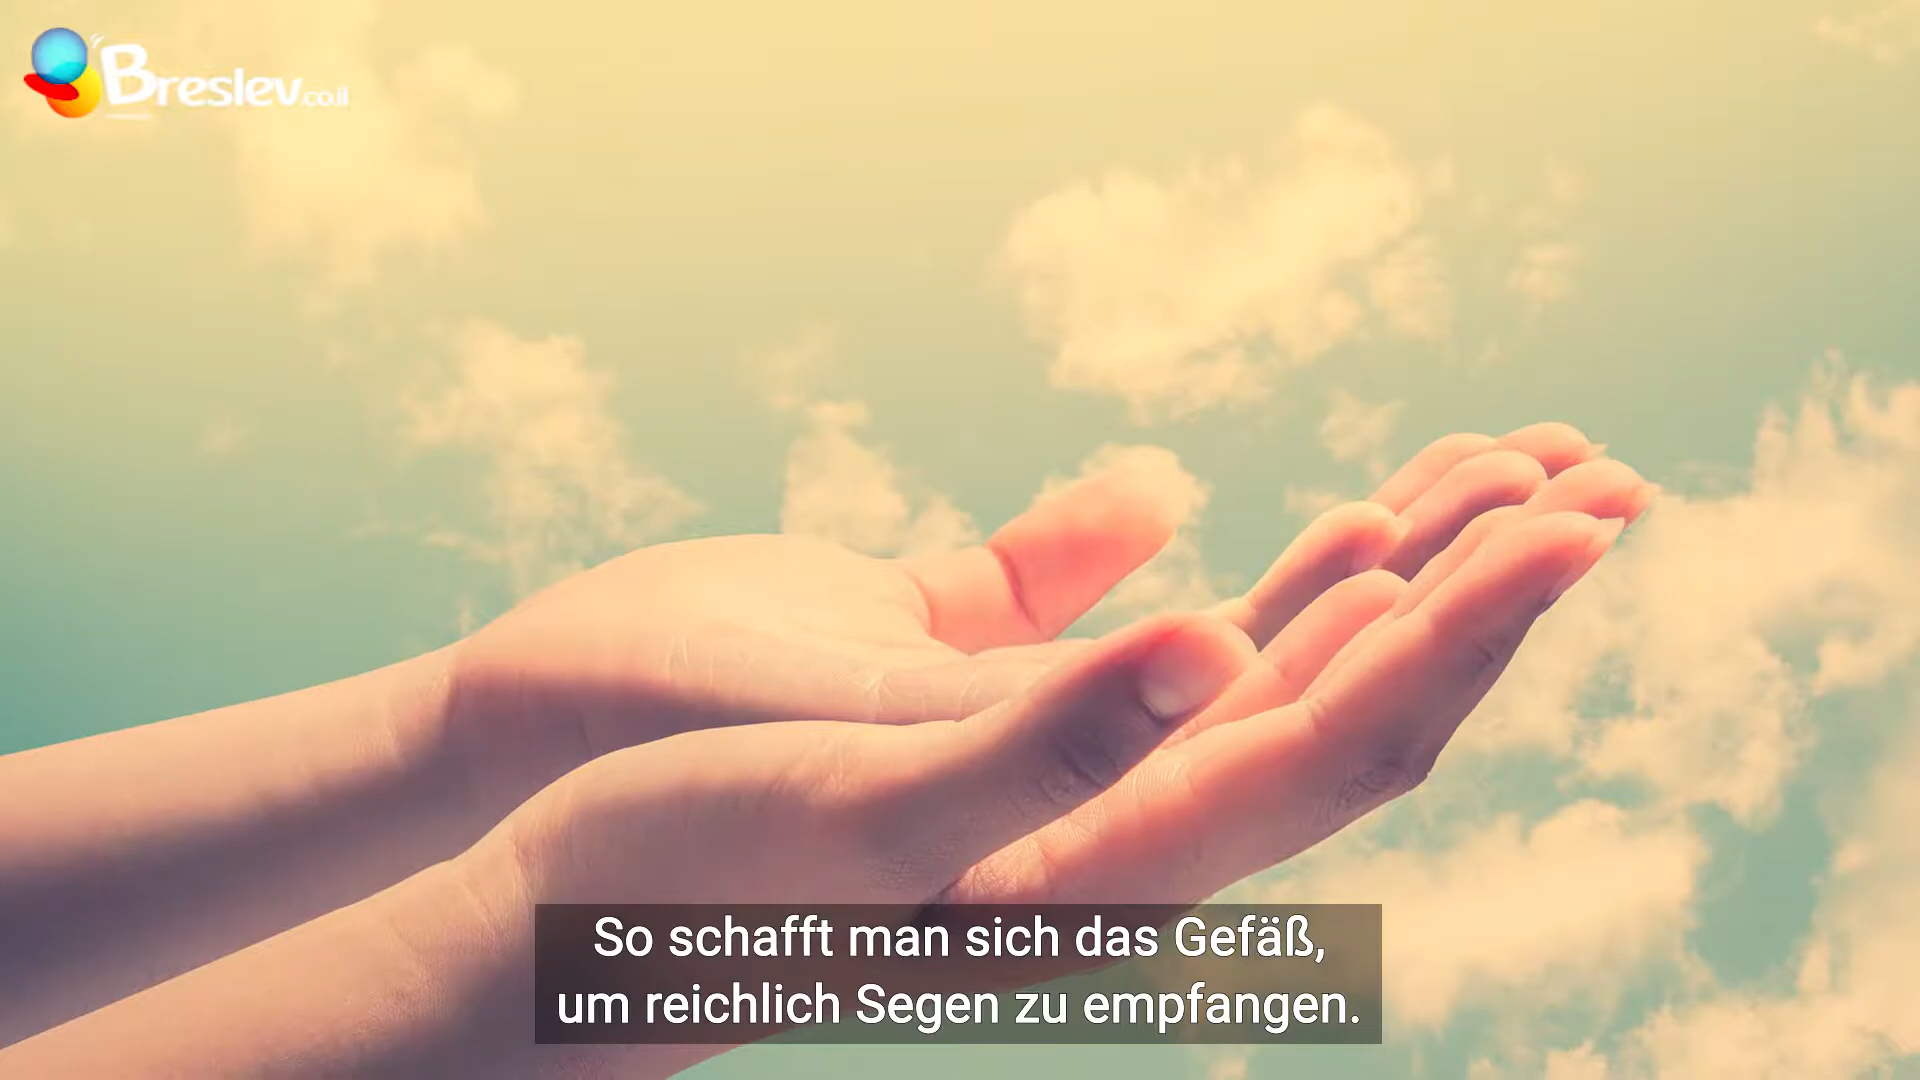 Breslev.co.il
So schafft man sich das Gefäß,
um reichlich Segen zu empfangen.